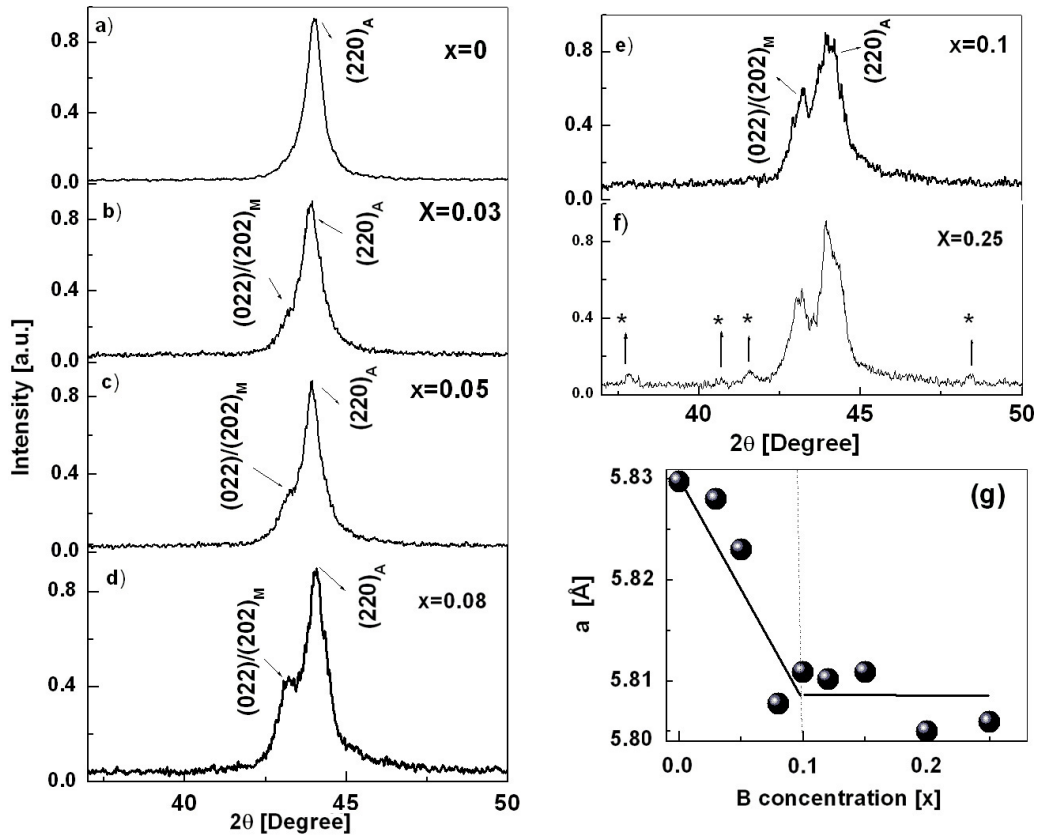 Intensity [a.u.]
a)
(220)A
x=0
0.8
0.4
0.0
b)
(022)/(202)M
(220)A
X=0.03
0.8
0.4
0.0
c)
(022)/(202)M
(220)A
x=0.05
0.8
0.4
0.0
d)
(022)/(202)M
(220)A
x=0.08
0.8
0.4
0.0
40 45 50
2θ [Degree]
e)
(022)/(202)M
(220)A
x=0.1
0.8
0.4
0.0
f)
X=0.25
0.8
0.4
0.0
* * * *
40 45 50
2θ [Degree]
(g)
a [Å]
5.83
5.82
5.81
5.80
0.0 0.1 0.2
B concentration [x]